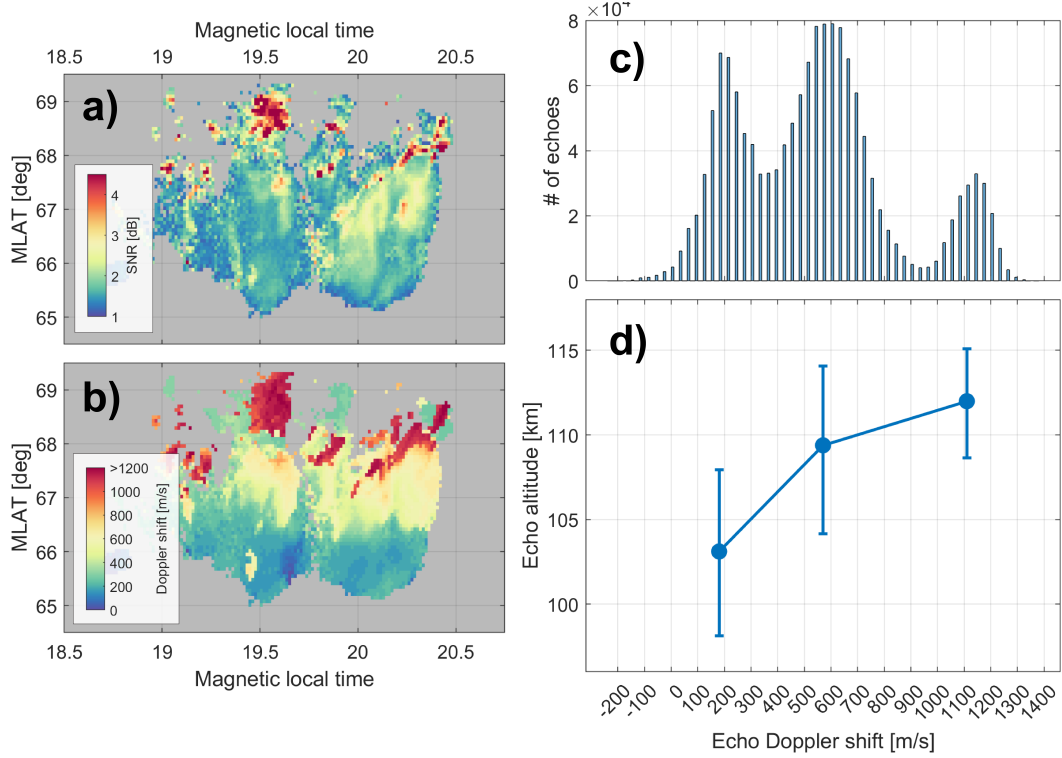 Magnetic local time
18.5 19 19.5 20 20.5
a)
MLAT [deg]
69
68
67
66
65
SNR [dB]
4
3
2
1
b)
MLAT [deg]
69
68
67
66
65
Doppler shift [m/s]
>1200
1000
800
600
400
200
0
18.5 19 19.5 20 20.5
Magnetic local time
×10⁴
c)
# of echoes
8
6
4
2
0
d)
Echo altitude [km]
115
110
105
100
-200 -100 0 100 200 300 400 500 600 700 800 900 1000 1100 1200 1300 1400
Echo Doppler shift [m/s]